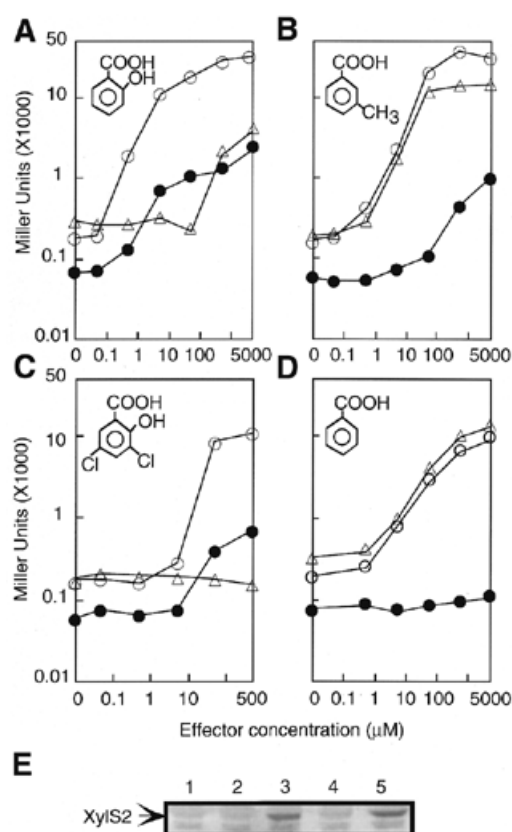 A
B
50
10
1
0.1
0.01
Miller Units (X1000)
COOH
OH
COOH
CH3
0 0.1 1 10 100 5000
0 0.1 1 10 100 5000
C
D
50
10
1
0.1
0.01
Miller Units (X1000)
COOH
OH
Cl
Cl
COOH
0 0.1 1 10 100 500
0 0.1 1 10 100 5000
Effector concentration (µM)
E
1 2 3 4 5
XylS2